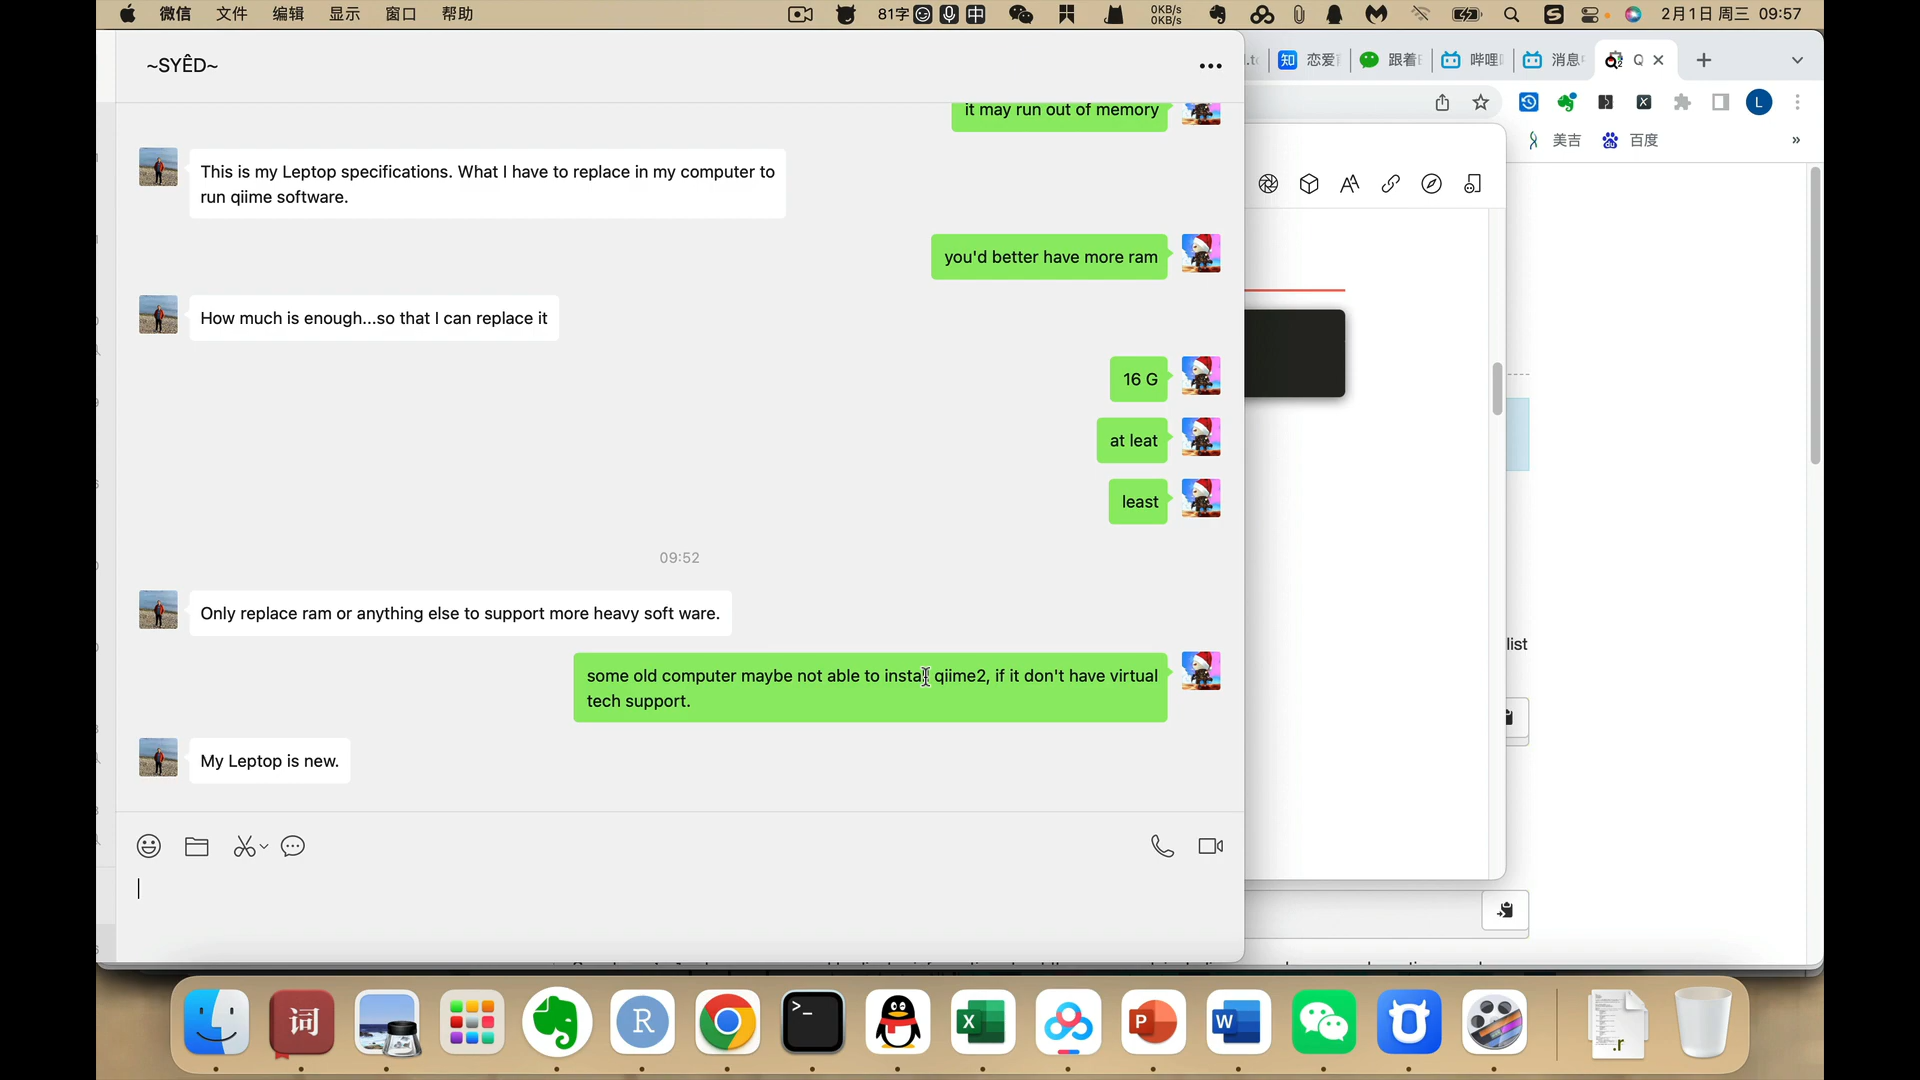 微信 文件 编辑 显示 窗口 帮助 81字 中 0KB/s 0KB/s 2月1日 周三 09:57
~SYÊD~
知 恋爱 跟着 哔哩 消息 Q
L
美吉 百度
it may run out of memory
This is my Leptop specifications. What I have to replace in my computer to
run qiime software.
you'd better have more ram
How much is enough...so that I can replace it
16 G
at leat
least
09:52
Only replace ram or anything else to support more heavy soft ware.
some old computer maybe not able to install qiime2, if it don't have virtual
tech support.
My Leptop is new.
list
词 R >_ X P W .r